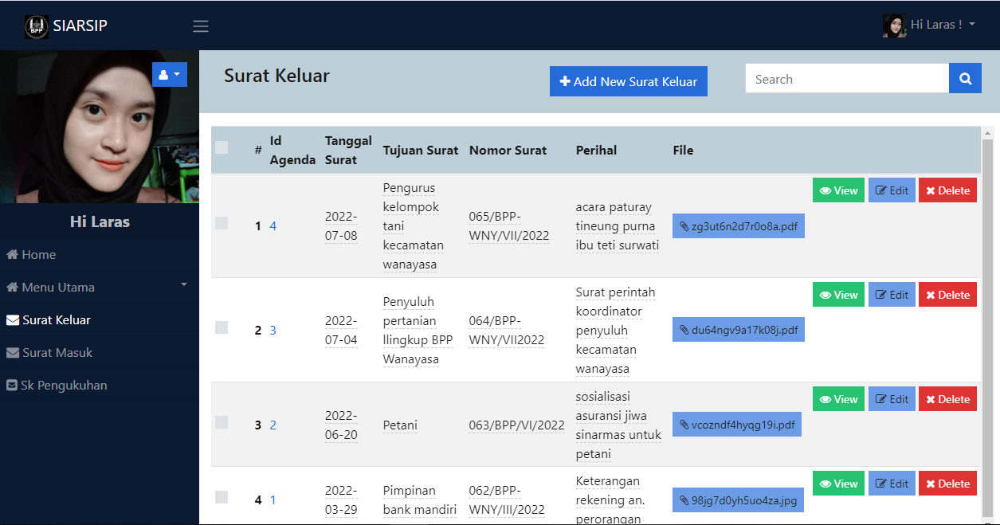 BPP
SIARSIP
Hi Laras !
Surat Keluar
Add New Surat Keluar
Search
Hi Laras
Home
Menu Utama
Surat Keluar
Surat Masuk
Sk Pengukuhan
# Id Agenda Tanggal Surat Tujuan Surat Nomor Surat Perihal File
1 4 2022-07-08 Pengurus kelompok tani kecamatan wanayasa 065/BPP-WNY/VII/2022 acara paturay tineung purna ibu teti surwati zg3ut6n2d7r0o8a.pdf View Edit Delete
2 3 2022-07-04 Penyuluh pertanian llingkup BPP Wanayasa 064/BPP-WNY/VII2022 Surat perintah koordinator penyuluh kecamatan wanayasa du64ngv9a17k08j.pdf View Edit Delete
3 2 2022-06-20 Petani 063/BPP/VI/2022 sosialisasi asuransi jiwa sinarmas untuk petani vcozndf4hyqg19i.pdf View Edit Delete
4 1 2022-03-29 Pimpinan bank mandiri 062/BPP-WNY/III/2022 Keterangan rekening an. perorangan 98jg7d0yh5uo4za.jpg View Edit Delete